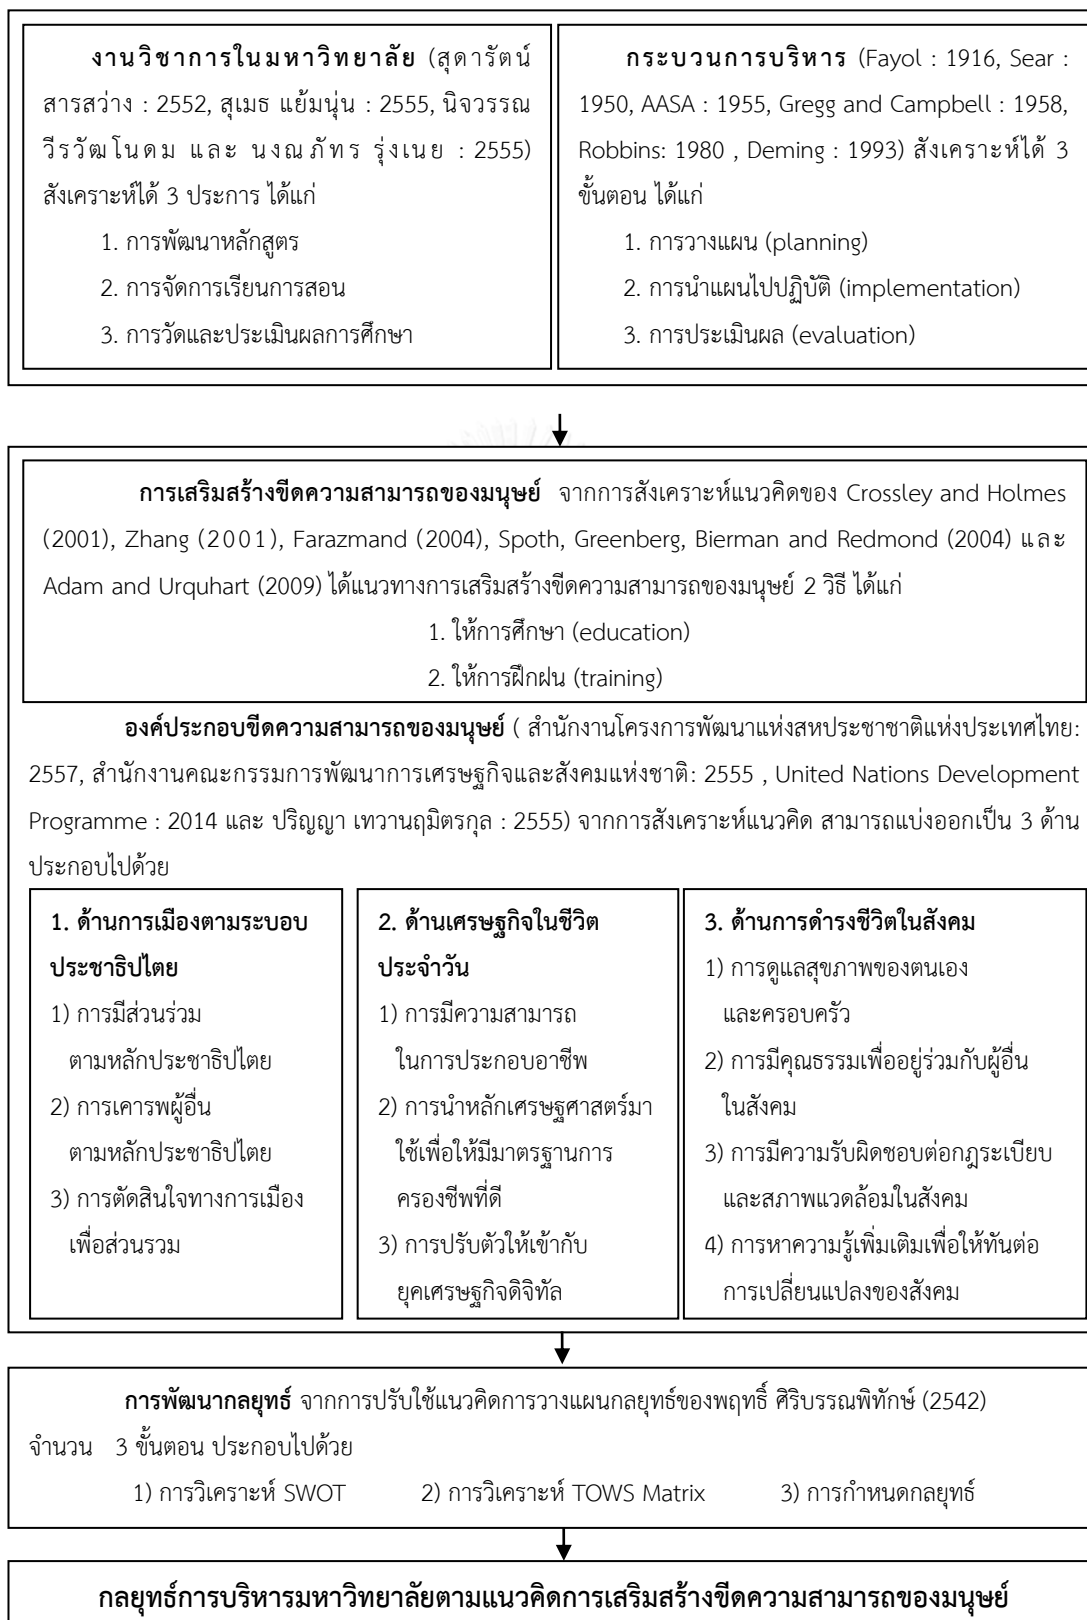 งานวิชาการในมหาวิทยาลัย (สุดารัตน์
สารสว่าง : 2552, สุเมธ แย้มนุ่น : 2555, นิจวรรณ
วีรวัฒโนดม และ นงณภัทร รุ่งเนย : 2555)
สังเคราะห์ได้ 3 ประการ ได้แก่
1. การพัฒนาหลักสูตร
2. การจัดการเรียนการสอน
3. การวัดและประเมินผลการศึกษา
กระบวนการบริหาร (Fayol : 1916, Sear :
1950, AASA : 1955, Gregg and Campbell : 1958,
Robbins: 1980 , Deming : 1993) สังเคราะห์ได้ 3
ขั้นตอน ได้แก่
1. การวางแผน (planning)
2. การนำแผนไปปฏิบัติ (implementation)
3. การประเมินผล (evaluation)
การเสริมสร้างขีดความสามารถของมนุษย์ จากการสังเคราะห์แนวคิดของ Crossley and Holmes
(2001), Zhang (2001), Farazmand (2004), Spoth, Greenberg, Bierman and Redmond (2004) และ
Adam and Urquhart (2009) ได้แนวทางการเสริมสร้างขีดความสามารถของมนุษย์ 2 วิธี ได้แก่
1. ให้การศึกษา (education)
2. ให้การฝึกฝน (training)
องค์ประกอบขีดความสามารถของมนุษย์ ( สำนักงานโครงการพัฒนาแห่งสหประชาชาติแห่งประเทศไทย:
2557, สำนักงานคณะกรรมการพัฒนาการเศรษฐกิจและสังคมแห่งชาติ: 2555 , United Nations Development
Programme : 2014 และ ปริญญา เทวานฤมิตรกุล : 2555) จากการสังเคราะห์แนวคิด สามารถแบ่งออกเป็น 3 ด้าน
ประกอบไปด้วย
1. ด้านการเมืองตามระบอบ
ประชาธิปไตย
1) การมีส่วนร่วม
ตามหลักประชาธิปไตย
2) การเคารพผู้อื่น
ตามหลักประชาธิปไตย
3) การตัดสินใจทางการเมือง
เพื่อส่วนรวม
2. ด้านเศรษฐกิจในชีวิต
ประจำวัน
1) การมีความสามารถ
ในการประกอบอาชีพ
2) การนำหลักเศรษฐศาสตร์มา
ใช้เพื่อให้มีมาตรฐานการ
ครองชีพที่ดี
3) การปรับตัวให้เข้ากับ
ยุคเศรษฐกิจดิจิทัล
3. ด้านการดำรงชีวิตในสังคม
1) การดูแลสุขภาพของตนเอง
และครอบครัว
2) การมีคุณธรรมเพื่ออยู่ร่วมกับผู้อื่น
ในสังคม
3) การมีความรับผิดชอบต่อกฎระเบียบ
และสภาพแวดล้อมในสังคม
4) การหาความรู้เพิ่มเติมเพื่อให้ทันต่อ
การเปลี่ยนแปลงของสังคม
การพัฒนากลยุทธ์ จากการปรับใช้แนวคิดการวางแผนกลยุทธ์ของพฤทธิ์ ศิริบรรณพิทักษ์ (2542)
จำนวน 3 ขั้นตอน ประกอบไปด้วย
1) การวิเคราะห์ SWOT 2) การวิเคราะห์ TOWS Matrix 3) การกำหนดกลยุทธ์
กลยุทธ์การบริหารมหาวิทยาลัยตามแนวคิดการเสริมสร้างขีดความสามารถของมนุษย์